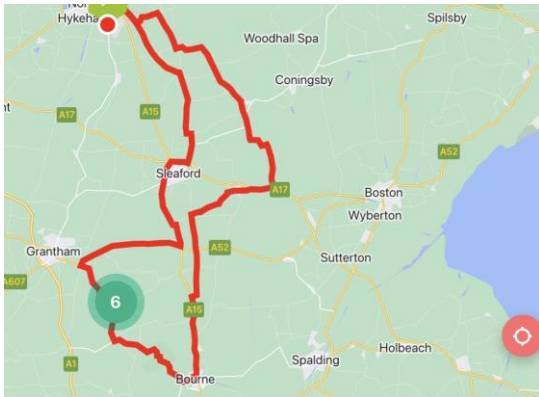 Spilsby
Hykeham
Woodhall Spa
Coningsby
A17
A15
A52
Sleaford
A17
Boston
Wyberton
Grantham
A52
Sutterton
A607
6
A15
A1
Spalding
Holbeach
Bourne